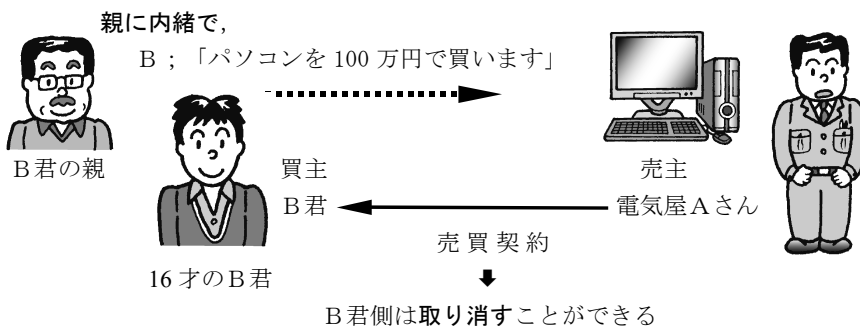 親に内緒で，
Ｂ；「パソコンを 100 万円で買います」
Ｂ君の親
買主
売主
Ｂ君
電気屋Ａさん
売 買 契 約
16 才のＢ君
Ｂ君側は取り消すことができる